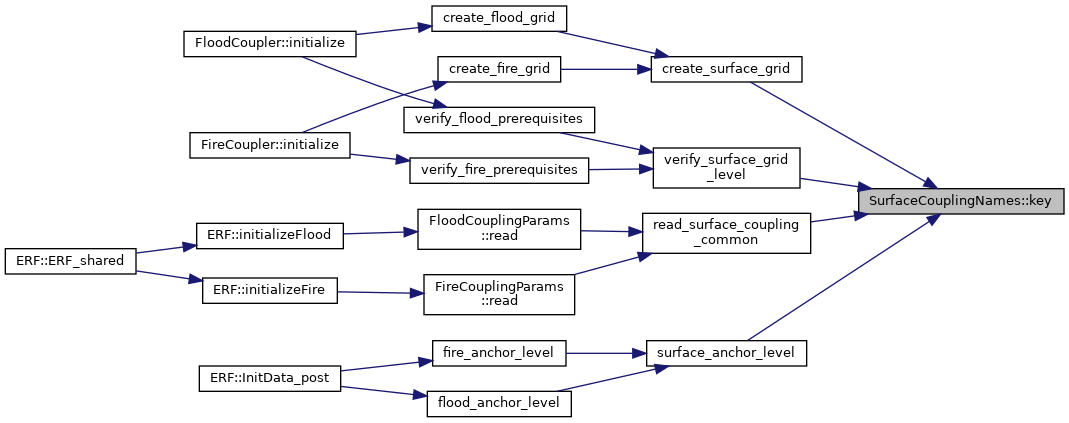 create_flood_grid
FloodCoupler::initialize
create_fire_grid
create_surface_grid
verify_flood_prerequisites
FireCoupler::initialize
verify_fire_prerequisites
verify_surface_grid
_level
SurfaceCouplingNames::key
FloodCouplingParams
::read
read_surface_coupling
_common
ERF::initializeFlood
ERF::ERF_shared
ERF::initializeFire
FireCouplingParams
::read
fire_anchor_level
surface_anchor_level
ERF::InitData_post
flood_anchor_level